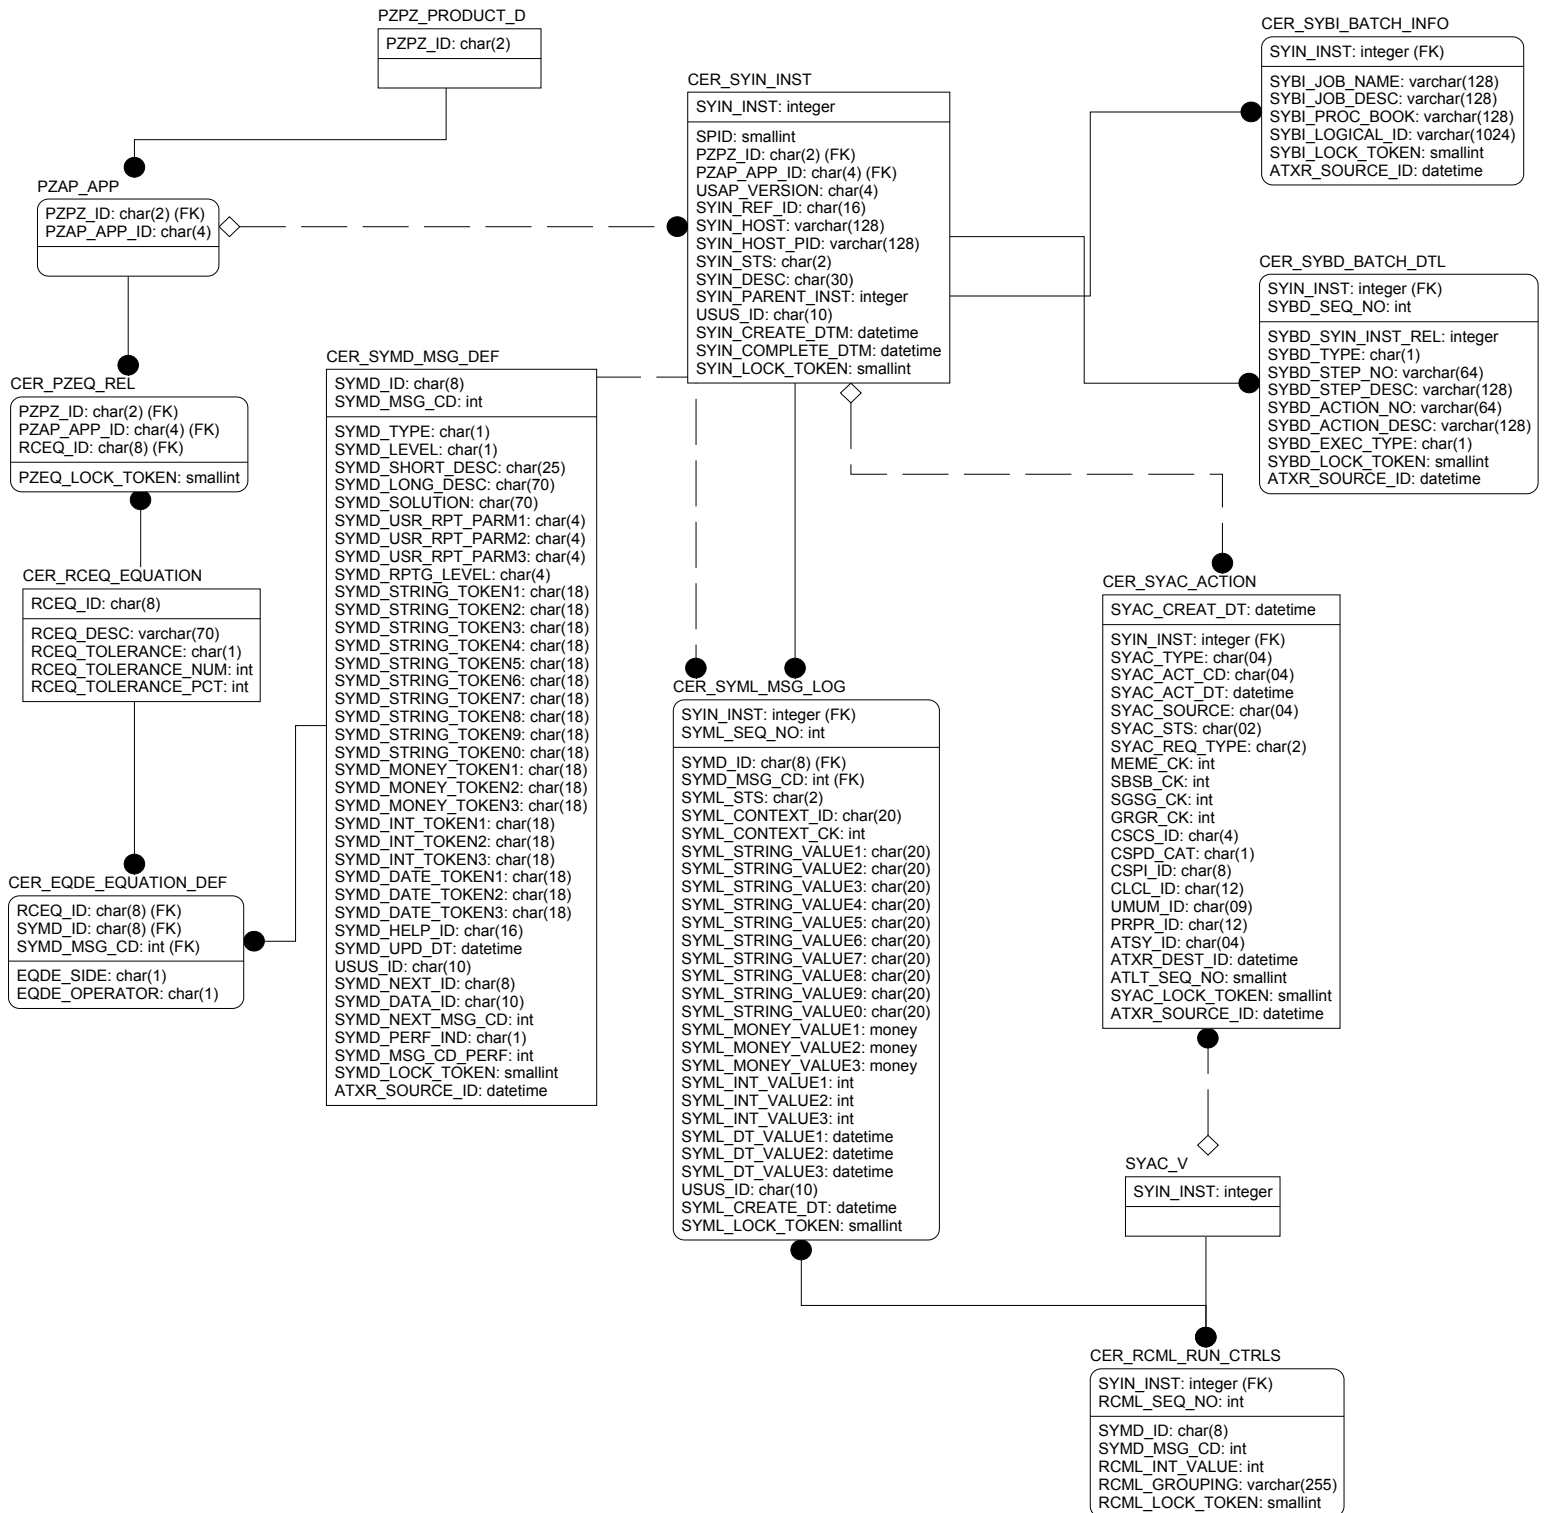 PZPZ_PRODUCT_D
PZPZ_ID: char(2)
PZAP_APP
PZPZ_ID: char(2) (FK)
PZAP_APP_ID: char(4)
CER_PZEQ_REL
PZPZ_ID: char(2) (FK)
PZAP_APP_ID: char(4) (FK)
RCEQ_ID: char(8) (FK)
PZEQ_LOCK_TOKEN: smallint
CER_RCEQ_EQUATION
RCEQ_ID: char(8)
RCEQ_DESC: varchar(70)
RCEQ_TOLERANCE: char(1)
RCEQ_TOLERANCE_NUM: int
RCEQ_TOLERANCE_PCT: int
CER_EQDE_EQUATION_DEF
RCEQ_ID: char(8) (FK)
SYMD_ID: char(8) (FK)
SYMD_MSG_CD: int (FK)
EQDE_SIDE: char(1)
EQDE_OPERATOR: char(1)
CER_SYMD_MSG_DEF
SYMD_ID: char(8)
SYMD_MSG_CD: int
SYMD_TYPE: char(1)
SYMD_LEVEL: char(1)
SYMD_SHORT_DESC: char(25)
SYMD_LONG_DESC: char(70)
SYMD_SOLUTION: char(70)
SYMD_USR_RPT_PARM1: char(4)
SYMD_USR_RPT_PARM2: char(4)
SYMD_USR_RPT_PARM3: char(4)
SYMD_RPTG_LEVEL: char(4)
SYMD_STRING_TOKEN1: char(18)
SYMD_STRING_TOKEN2: char(18)
SYMD_STRING_TOKEN3: char(18)
SYMD_STRING_TOKEN4: char(18)
SYMD_STRING_TOKEN5: char(18)
SYMD_STRING_TOKEN6: char(18)
SYMD_STRING_TOKEN7: char(18)
SYMD_STRING_TOKEN8: char(18)
SYMD_STRING_TOKEN9: char(18)
SYMD_STRING_TOKEN0: char(18)
SYMD_MONEY_TOKEN1: char(18)
SYMD_MONEY_TOKEN2: char(18)
SYMD_MONEY_TOKEN3: char(18)
SYMD_INT_TOKEN1: char(18)
SYMD_INT_TOKEN2: char(18)
SYMD_INT_TOKEN3: char(18)
SYMD_DATE_TOKEN1: char(18)
SYMD_DATE_TOKEN2: char(18)
SYMD_DATE_TOKEN3: char(18)
SYMD_HELP_ID: char(16)
SYMD_UPD_DT: datetime
USUS_ID: char(10)
SYMD_NEXT_ID: char(8)
SYMD_DATA_ID: char(10)
SYMD_NEXT_MSG_CD: int
SYMD_PERF_IND: char(1)
SYMD_MSG_CD_PERF: int
SYMD_LOCK_TOKEN: smallint
ATXR_SOURCE_ID: datetime
CER_SYIN_INST
SYIN_INST: integer
SPID: smallint
PZPZ_ID: char(2) (FK)
PZAP_APP_ID: char(4) (FK)
USAP_VERSION: char(4)
SYIN_REF_ID: char(16)
SYIN_HOST: varchar(128)
SYIN_HOST_PID: varchar(128)
SYIN_STS: char(2)
SYIN_DESC: char(30)
SYIN_PARENT_INST: integer
USUS_ID: char(10)
SYIN_CREATE_DTM: datetime
SYIN_COMPLETE_DTM: datetime
SYIN_LOCK_TOKEN: smallint
CER_SYML_MSG_LOG
SYIN_INST: integer (FK)
SYML_SEQ_NO: int
SYMD_ID: char(8) (FK)
SYMD_MSG_CD: int (FK)
SYML_STS: char(2)
SYML_CONTEXT_ID: char(20)
SYML_CONTEXT_CK: int
SYML_STRING_VALUE1: char(20)
SYML_STRING_VALUE2: char(20)
SYML_STRING_VALUE3: char(20)
SYML_STRING_VALUE4: char(20)
SYML_STRING_VALUE5: char(20)
SYML_STRING_VALUE6: char(20)
SYML_STRING_VALUE7: char(20)
SYML_STRING_VALUE8: char(20)
SYML_STRING_VALUE9: char(20)
SYML_STRING_VALUE0: char(20)
SYML_MONEY_VALUE1: money
SYML_MONEY_VALUE2: money
SYML_MONEY_VALUE3: money
SYML_INT_VALUE1: int
SYML_INT_VALUE2: int
SYML_INT_VALUE3: int
SYML_DT_VALUE1: datetime
SYML_DT_VALUE2: datetime
SYML_DT_VALUE3: datetime
USUS_ID: char(10)
SYML_CREATE_DT: datetime
SYML_LOCK_TOKEN: smallint
CER_SYBI_BATCH_INFO
SYIN_INST: integer (FK)
SYBI_JOB_NAME: varchar(128)
SYBI_JOB_DESC: varchar(128)
SYBI_PROC_BOOK: varchar(128)
SYBI_LOGICAL_ID: varchar(1024)
SYBI_LOCK_TOKEN: smallint
ATXR_SOURCE_ID: datetime
CER_SYBD_BATCH_DTL
SYIN_INST: integer (FK)
SYBD_SEQ_NO: int
SYBD_SYIN_INST_REL: integer
SYBD_TYPE: char(1)
SYBD_STEP_NO: varchar(64)
SYBD_STEP_DESC: varchar(128)
SYBD_ACTION_NO: varchar(64)
SYBD_ACTION_DESC: varchar(128)
SYBD_EXEC_TYPE: char(1)
SYBD_LOCK_TOKEN: smallint
ATXR_SOURCE_ID: datetime
CER_SYAC_ACTION
SYAC_CREAT_DT: datetime
SYIN_INST: integer (FK)
SYAC_TYPE: char(04)
SYAC_ACT_CD: char(04)
SYAC_ACT_DT: datetime
SYAC_SOURCE: char(04)
SYAC_STS: char(02)
SYAC_REQ_TYPE: char(2)
MEME_CK: int
SBSB_CK: int
SGSG_CK: int
GRGR_CK: int
CSCS_ID: char(4)
CSPD_CAT: char(1)
CSPI_ID: char(8)
CLCL_ID: char(12)
UMUM_ID: char(09)
PRPR_ID: char(12)
ATSY_ID: char(04)
ATXR_DEST_ID: datetime
ATLT_SEQ_NO: smallint
SYAC_LOCK_TOKEN: smallint
ATXR_SOURCE_ID: datetime
SYAC_V
SYIN_INST: integer
CER_RCML_RUN_CTRLS
SYIN_INST: integer (FK)
RCML_SEQ_NO: int
SYMD_ID: char(8)
SYMD_MSG_CD: int
RCML_INT_VALUE: int
RCML_GROUPING: varchar(255)
RCML_LOCK_TOKEN: smallint